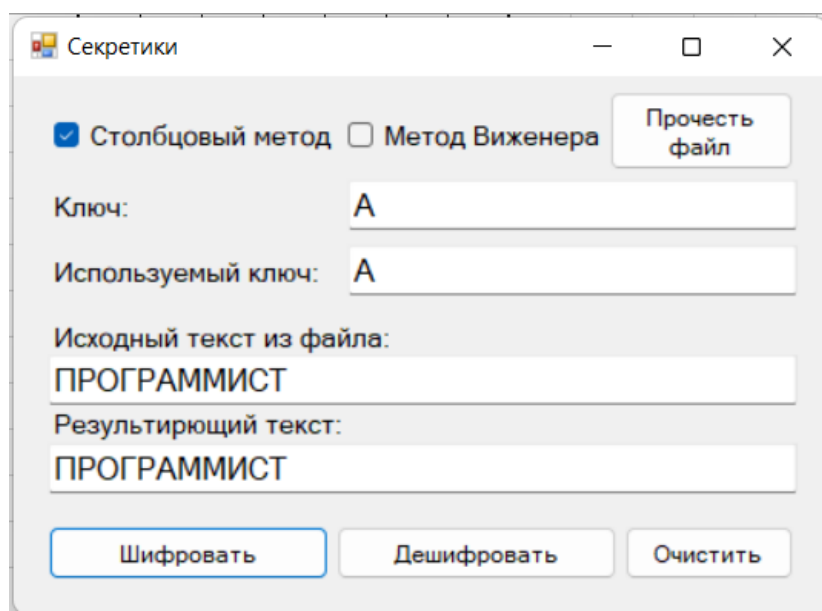 Секретики
Столбцовый метод Метод Виженера Прочесть файл
Ключ: А
Используемый ключ: А
Исходный текст из файла:
ПРОГРАММИСТ
Результирющий текст:
ПРОГРАММИСТ
Шифровать Дешифровать Очистить